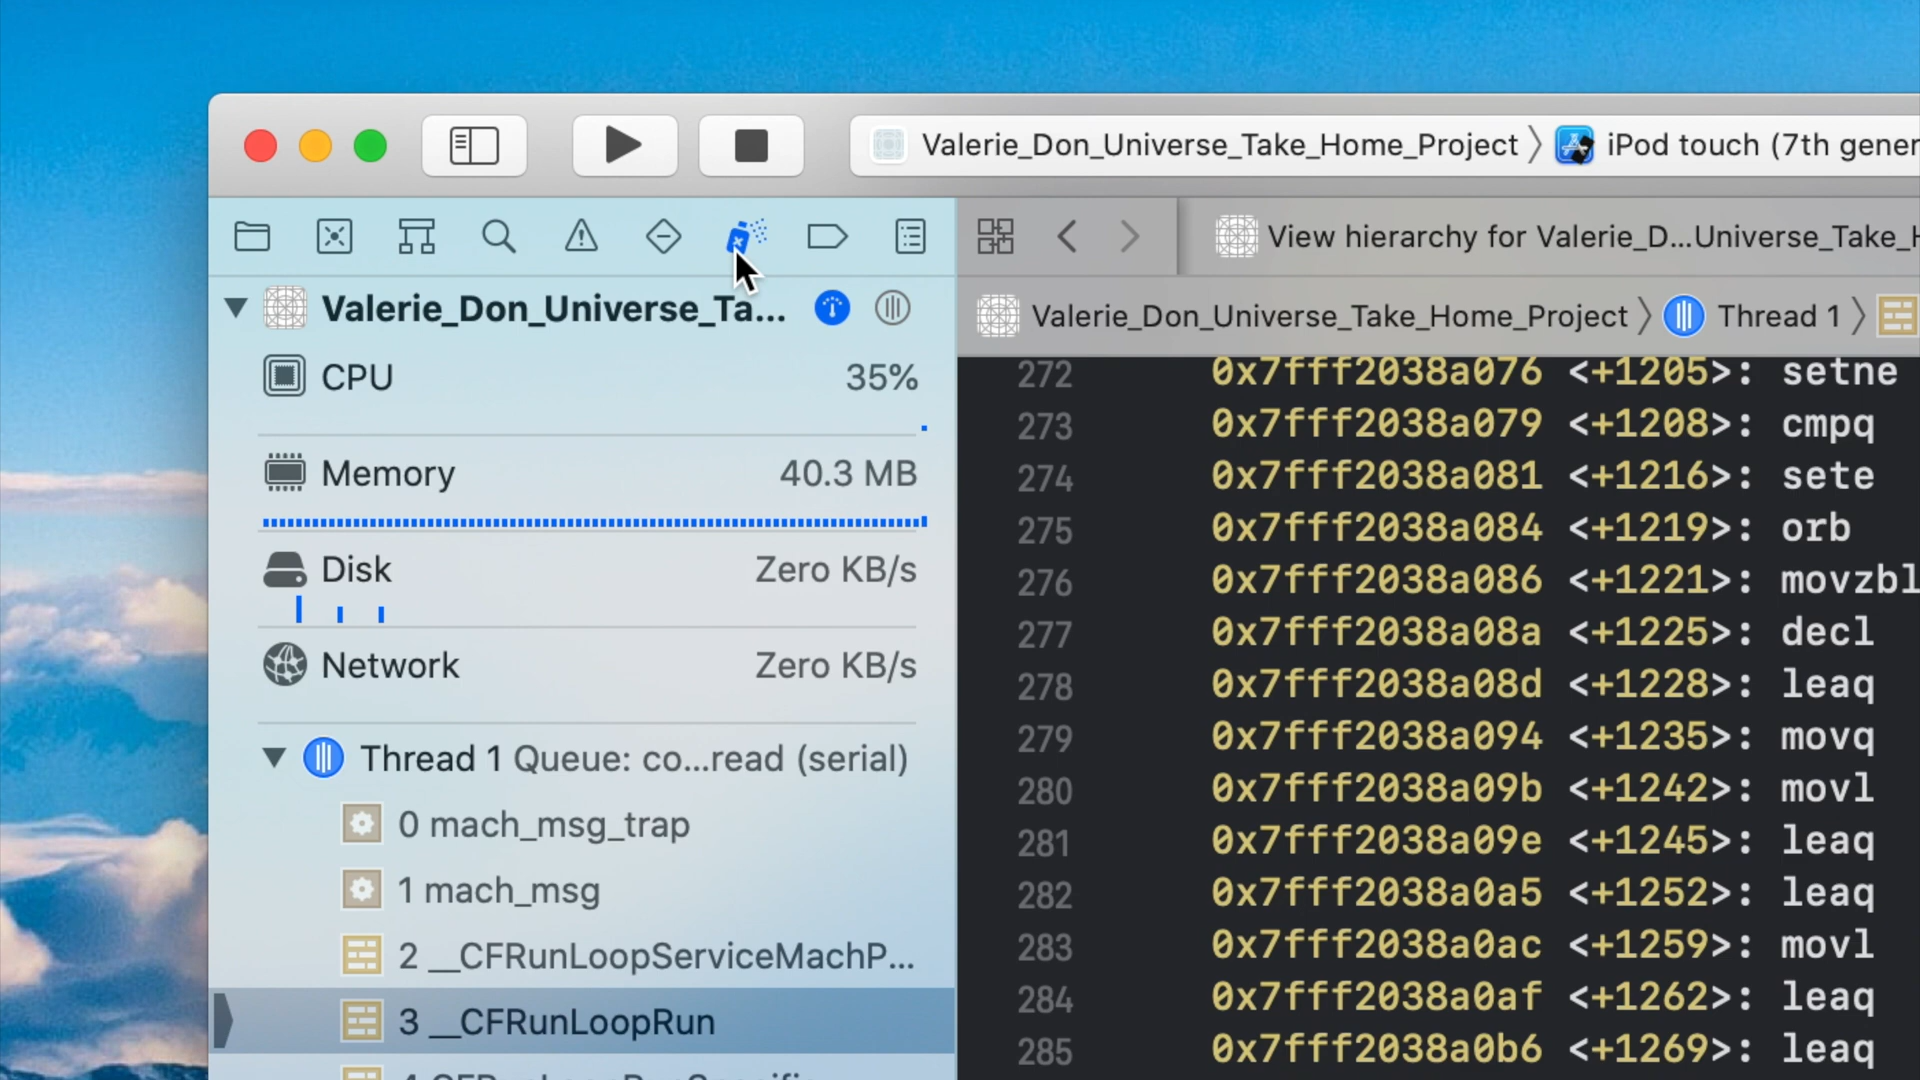 Valerie_Don_Universe_Take_Home_Project 〉 iPod touch (7th gener
View hierarchy for Valerie_D...Universe_Take_H
Valerie_Don_Universe_Ta...
Valerie_Don_Universe_Take_Home_Project 〉 Thread 1 〉
CPU 35%
Memory 40.3 MB
Disk Zero KB/s
Network Zero KB/s
Thread 1 Queue: co...read (serial)
0 mach_msg_trap
1 mach_msg
2 __CFRunLoopServiceMachP...
3 __CFRunLoopRun
272 0x7fff2038a076 <+1205>: setne
273 0x7fff2038a079 <+1208>: cmpq
274 0x7fff2038a081 <+1216>: sete
275 0x7fff2038a084 <+1219>: orb
276 0x7fff2038a086 <+1221>: movzbl
277 0x7fff2038a08a <+1225>: decl
278 0x7fff2038a08d <+1228>: leaq
279 0x7fff2038a094 <+1235>: movq
280 0x7fff2038a09b <+1242>: movl
281 0x7fff2038a09e <+1245>: leaq
282 0x7fff2038a0a5 <+1252>: leaq
283 0x7fff2038a0ac <+1259>: movl
284 0x7fff2038a0af <+1262>: leaq
285 0x7fff2038a0b6 <+1269>: leaq